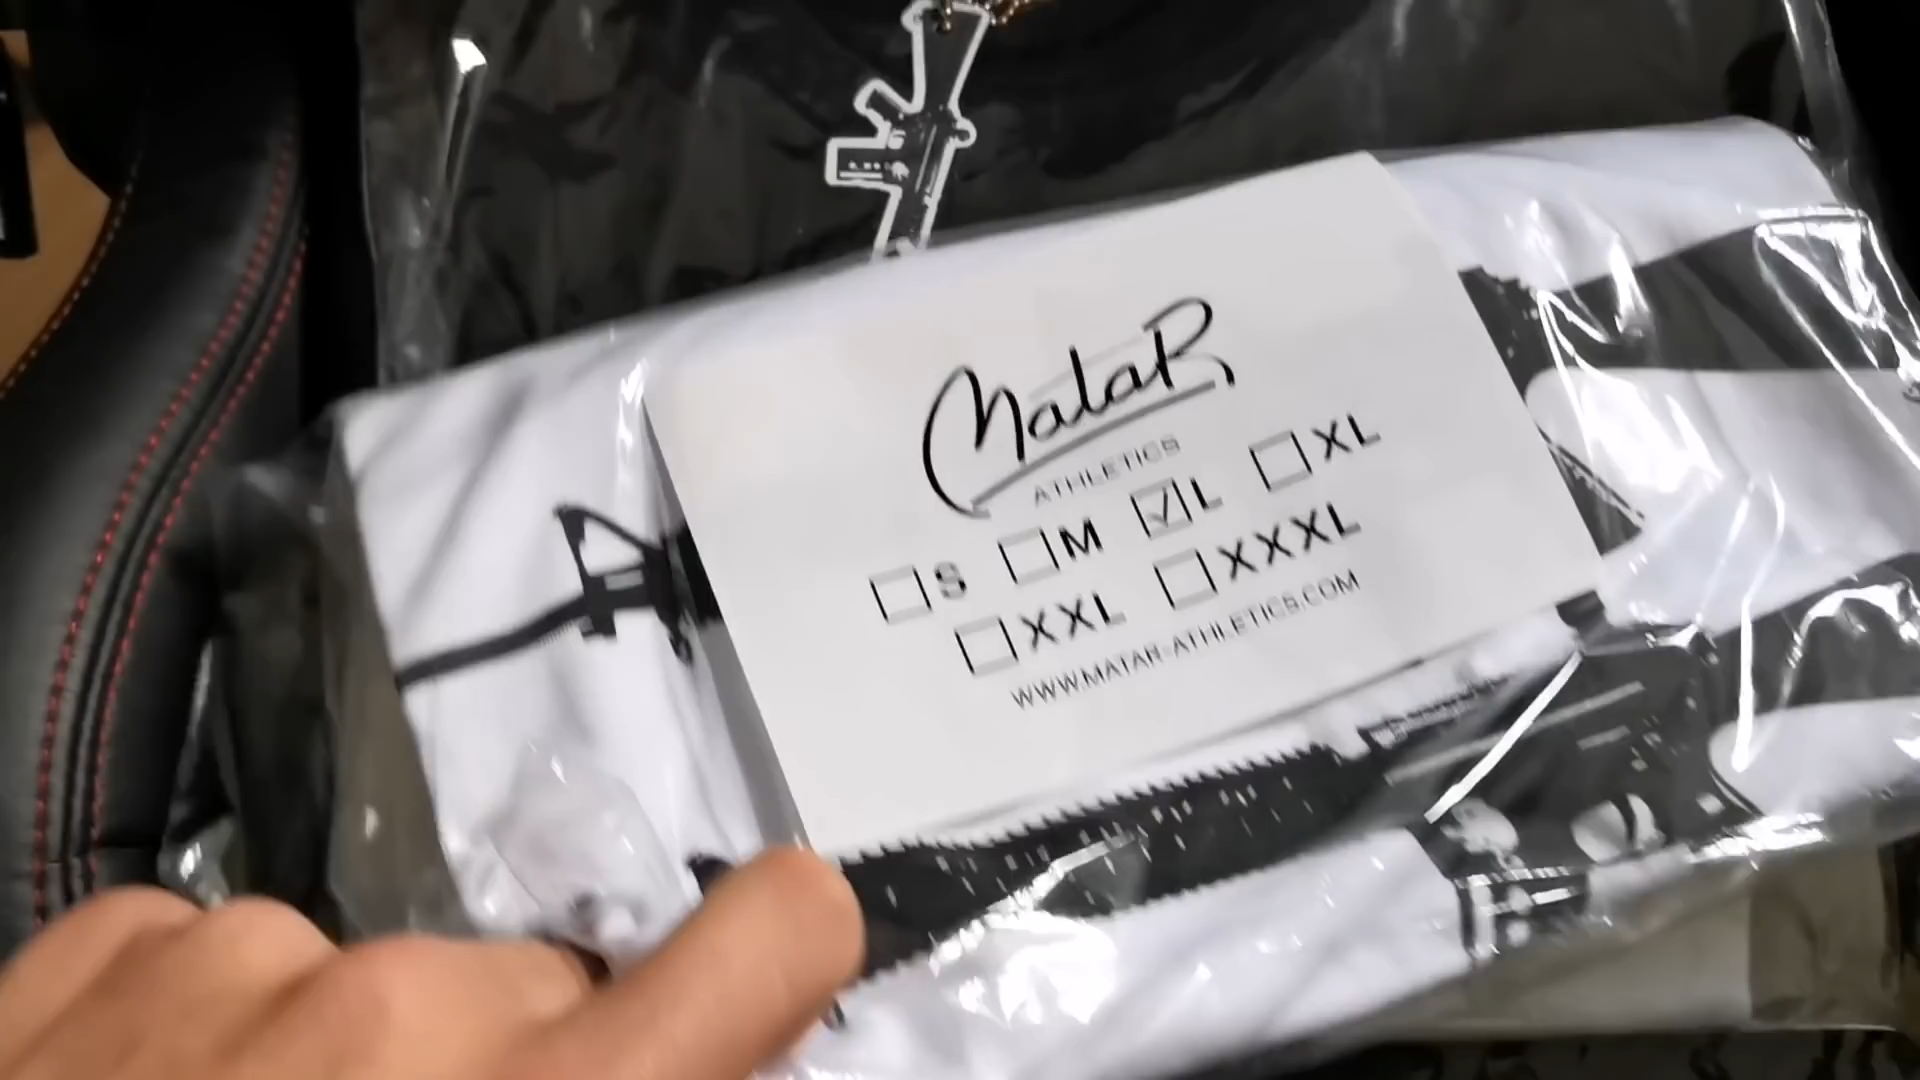 MataR
ATHLETICS
S M L XL
XXL XXXL
WWW.MATAR-ATHLETICS.COM